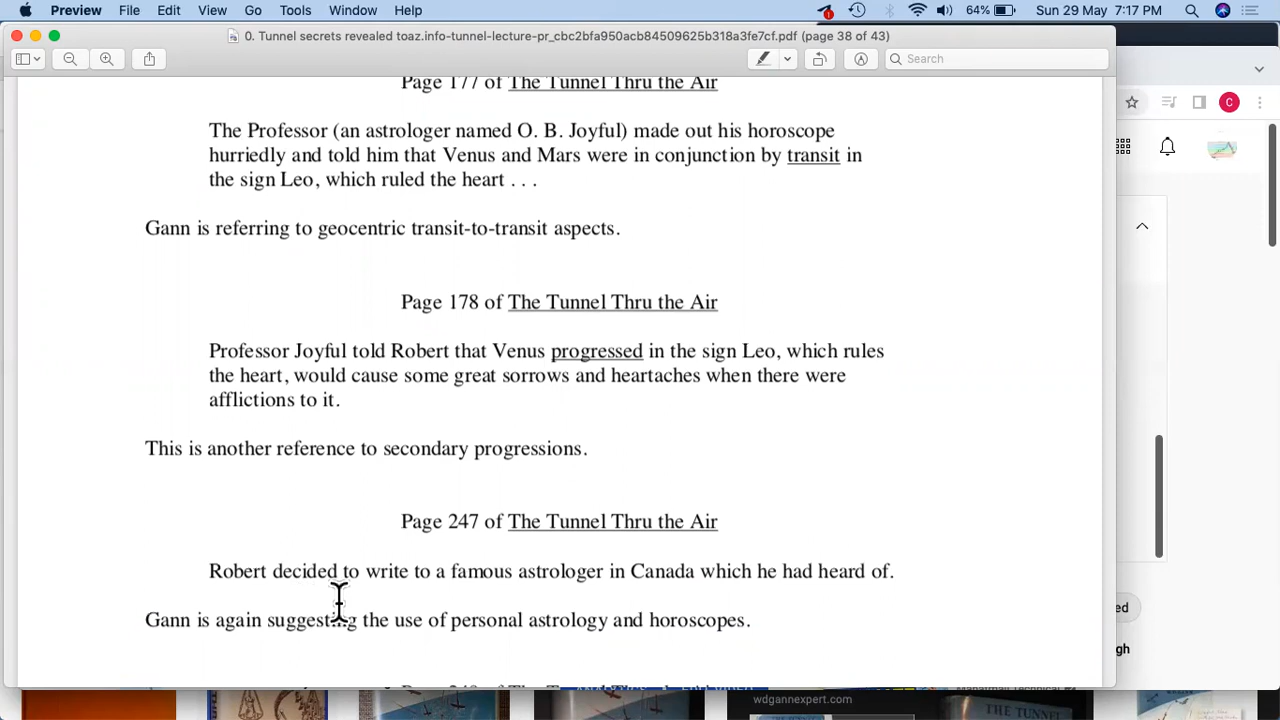 Preview File Edit View Go Tools Window Help 64% Sun 29 May 7:17 PM
0. Tunnel secrets revealed toaz.info-tunnel-lecture-pr_cbc2bfa950acb84509625b318a3fe7cf.pdf (page 38 of 43)
Search
C
Page 177 of The Tunnel Thru the Air
The Professor (an astrologer named O. B. Joyful) made out his horoscope
hurriedly and told him that Venus and Mars were in conjunction by transit in
the sign Leo, which ruled the heart . . .
Gann is referring to geocentric transit-to-transit aspects.
Page 178 of The Tunnel Thru the Air
Professor Joyful told Robert that Venus progressed in the sign Leo, which rules
the heart, would cause some great sorrows and heartaches when there were
afflictions to it.
This is another reference to secondary progressions.
Page 247 of The Tunnel Thru the Air
Robert decided to write to a famous astrologer in Canada which he had heard of.
ed
Gann is again suggesting the use of personal astrology and horoscopes.
gh
wdgannexpert.com
THE TUNNEL